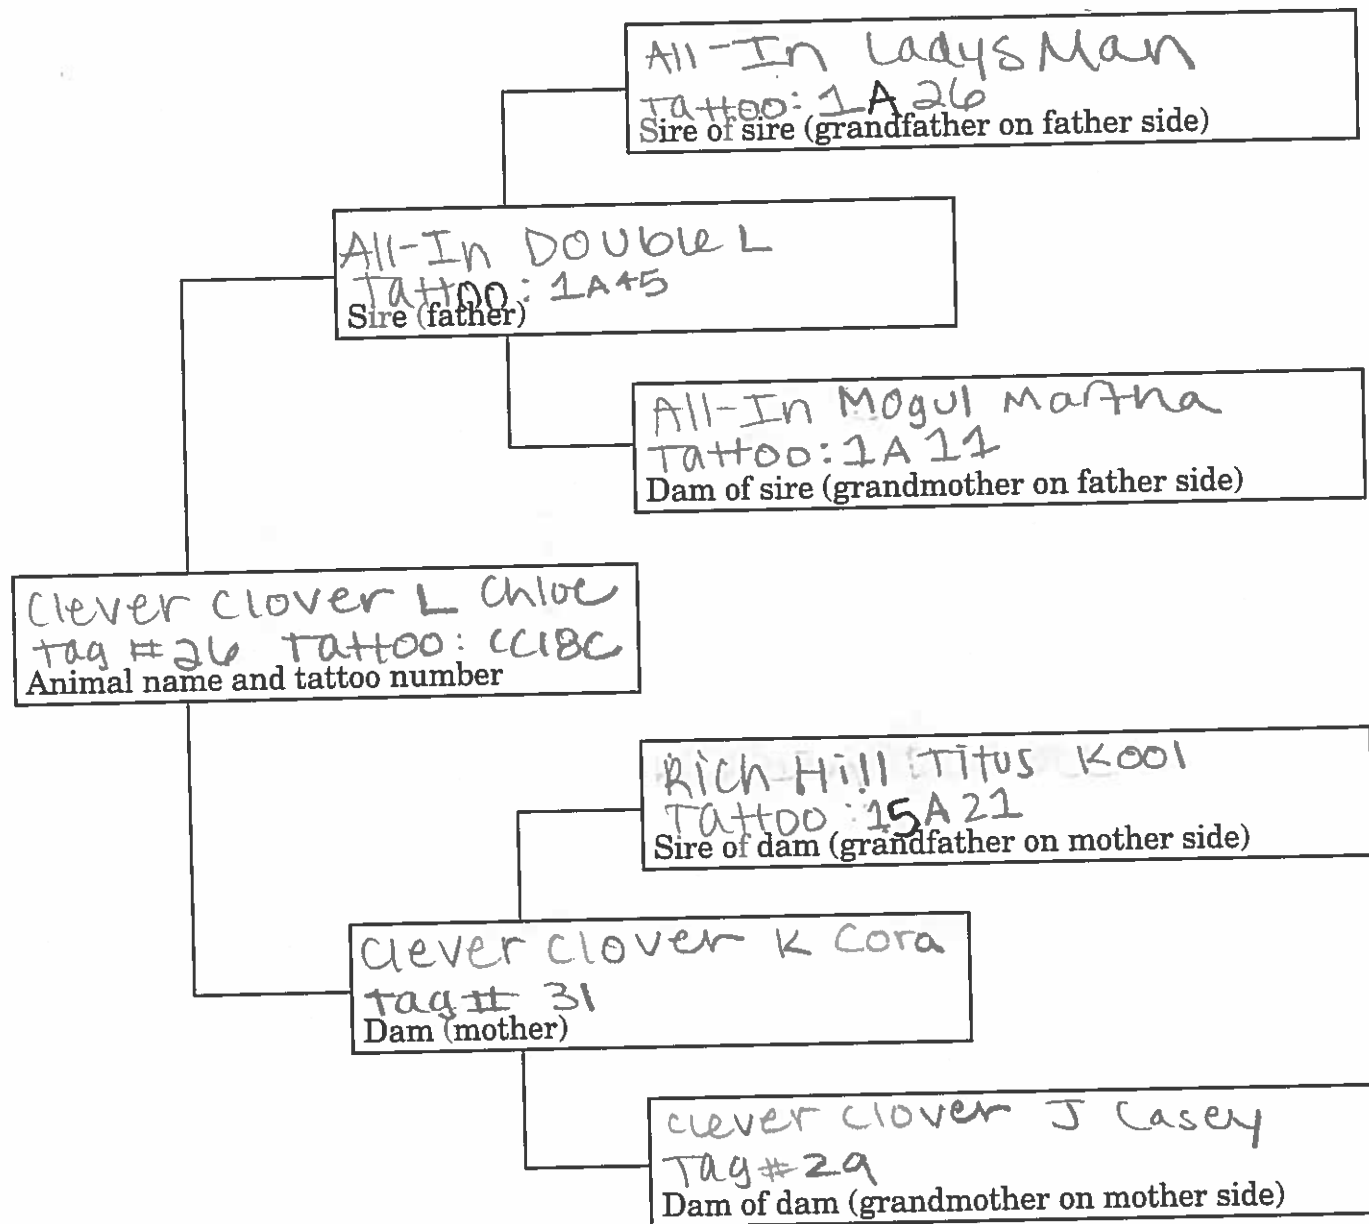 All-In Ladys Man
Tattoo: 1A26
Sire of sire (grandfather on father side)
All-In Double L
Tattoo: 1A45
Sire (father)
All-In Mogul Martha
Tattoo: 1A11
Dam of sire (grandmother on father side)
Clever Clover L Chloe
Tag #26 Tattoo: CC18C
Animal name and tattoo number
Rich Hill Titus Kool
Tattoo: 15A21
Sire of dam (grandfather on mother side)
Clever Clover K Cora
Tag# 31
Dam (mother)
Clever Clover J Casey
Tag #29
Dam of dam (grandmother on mother side)